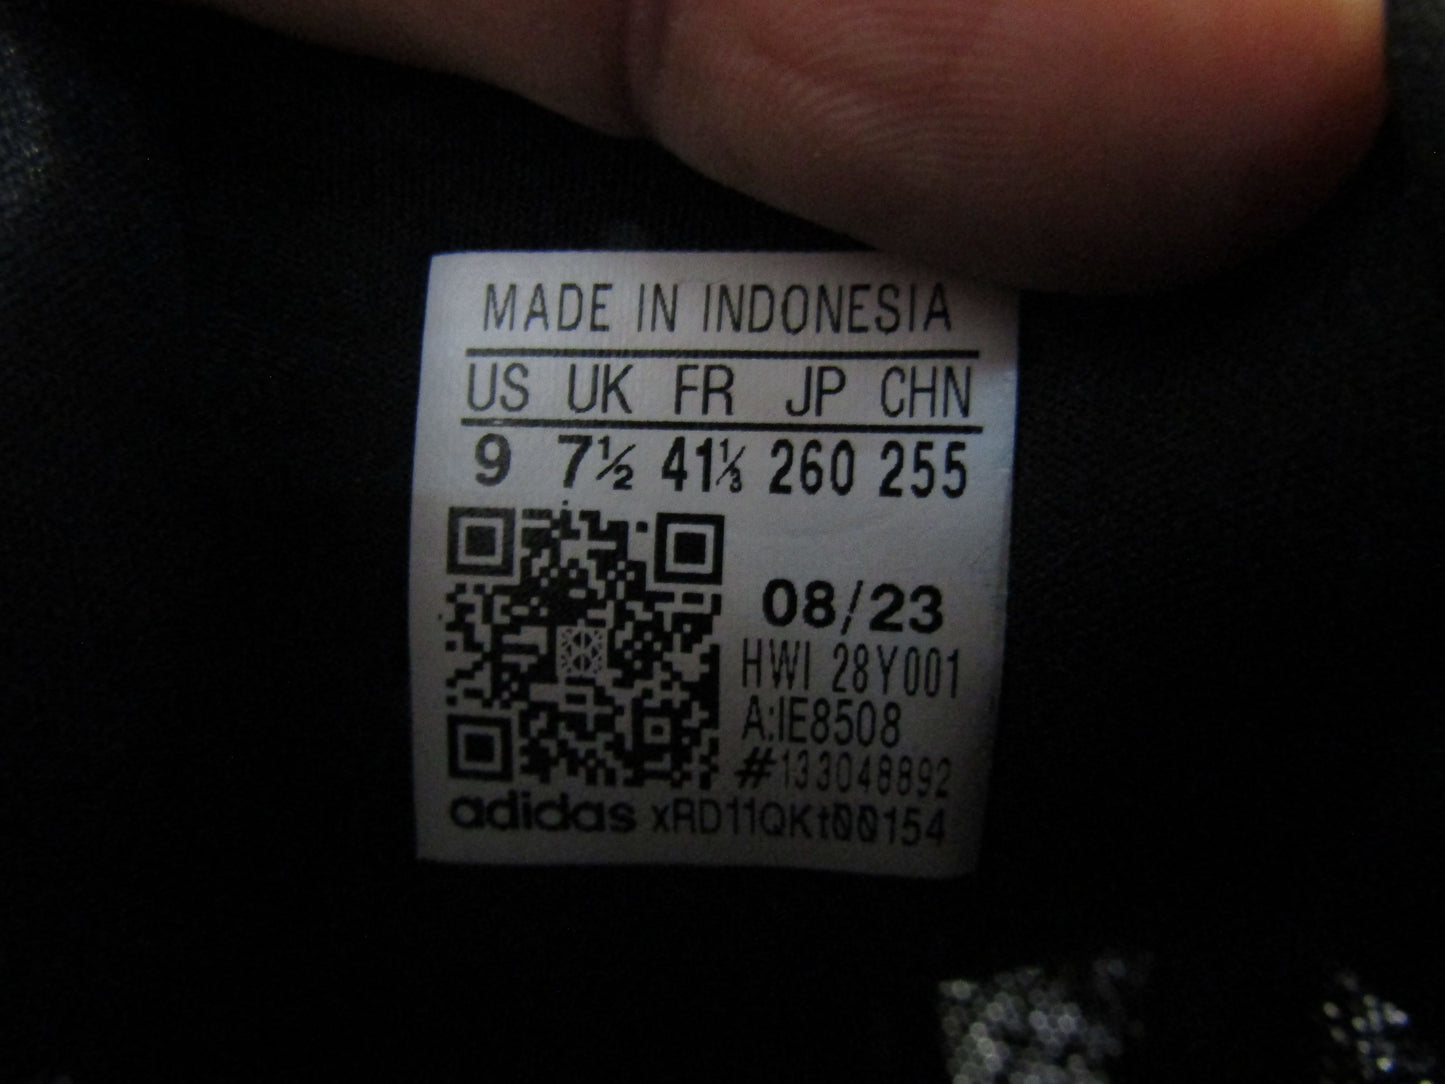 MADE IN INDONESIA
US UK FR JP CHN
9 7½ 41⅓ 260 255
08/23
HWI 28Y001
A:IE8508
#133048892
adidas xRD11QKt00154